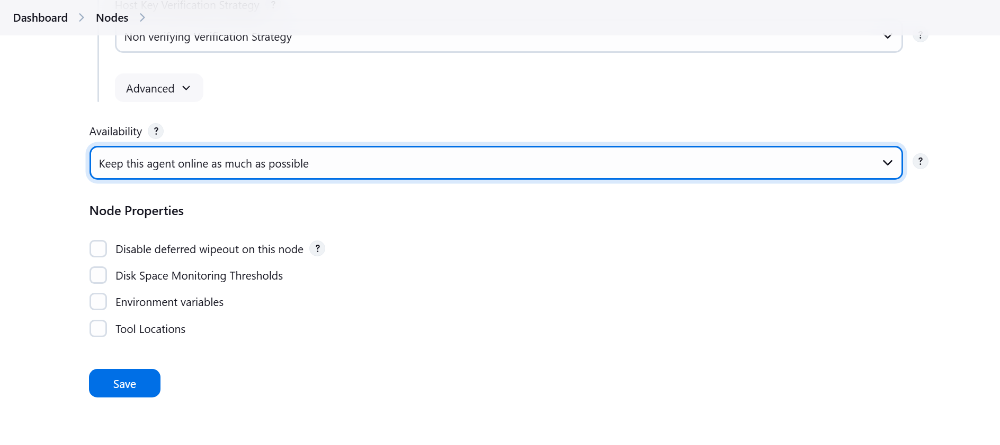 Host Key Verification Strategy ?
Dashboard > Nodes >
Non verifying Verification Strategy
?
Advanced
Availability ?
Keep this agent online as much as possible
?
Node Properties
Disable deferred wipeout on this node ?
Disk Space Monitoring Thresholds
Environment variables
Tool Locations
Save